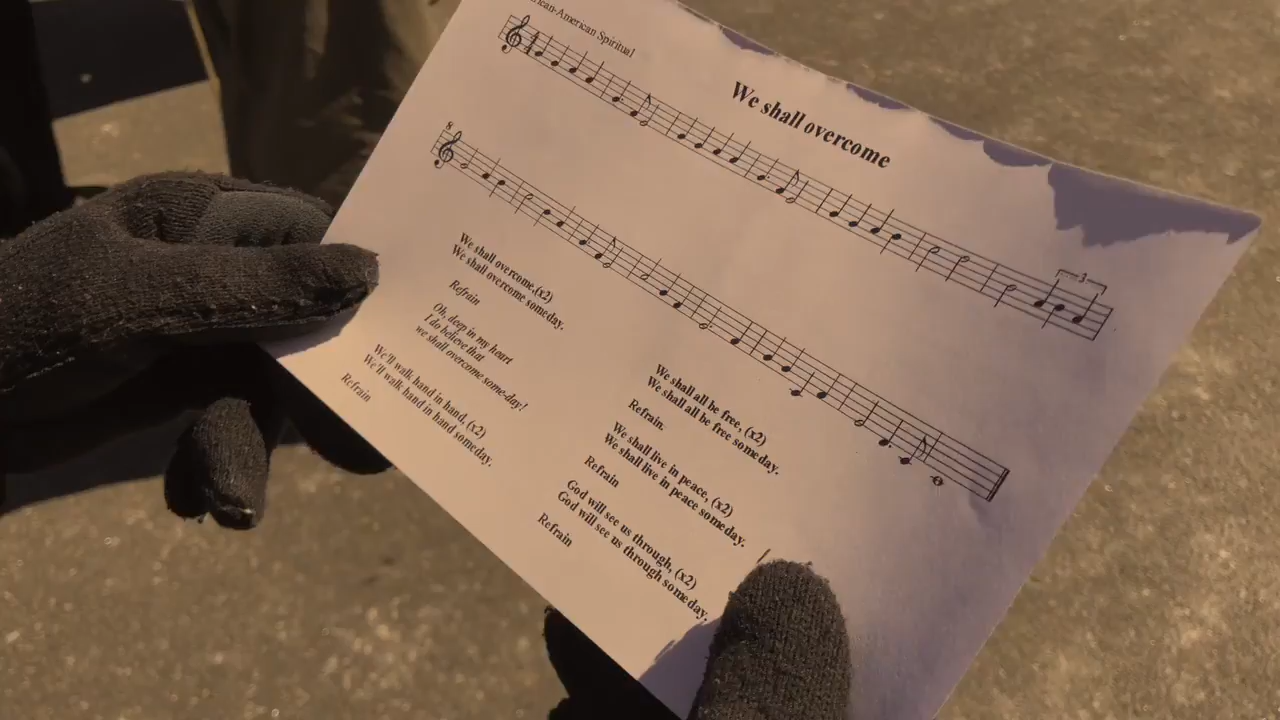 American Spiritual
We shall overcome
3
8
We shall overcome,(x2)
We shall overcome someday.
Refrain
Oh, deep in my heart
I do believe that
we shall overcome some-day!
We'll walk hand in hand, (x2)
We'll walk hand in hand someday.
Refrain
We shall all be free, (x2)
We shall all be free someday.
Refrain.
We shall live in peace, (x2)
We shall live in peace someday.
Refrain
God will see us through, (x2)
God will see us through someday.
Refrain